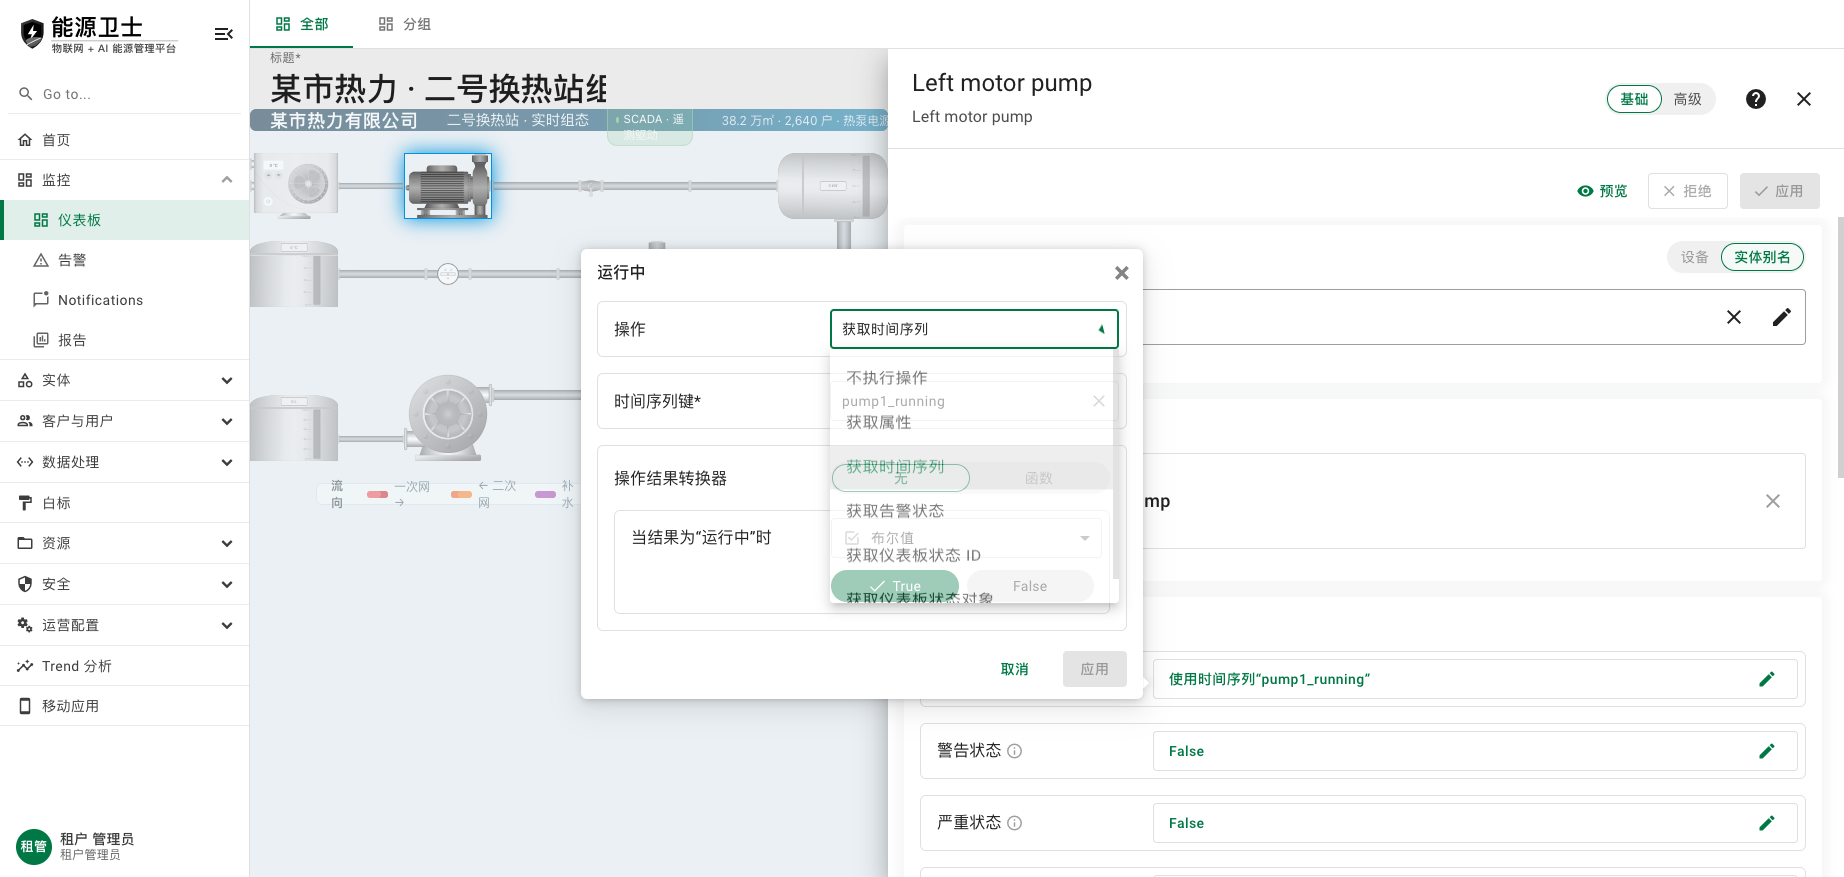 能源卫士
物联网 + AI 能源管理平台
Go to...
首页
监控
仪表板
告警
Notifications
报告
实体
客户与用户
数据处理
白标
资源
安全
运营配置
Trend 分析
移动应用
租管
租户 管理员
租户管理员
全部
分组
标题*
某市热力 · 二号换热站组
某市热力有限公司
二号换热站 · 实时组态
SCADA · 遥
测驱动
38.2 万㎡ · 2,640 户 · 热泵电源
流向
一次网 →
← 二次网
补水
运行中
操作
获取时间序列
不执行操作
pump1_running
获取属性
时间序列键*
获取时间序列
操作结果转换器
无
函数
获取告警状态
当结果为“运行中”时
布尔值
获取仪表板状态 ID
True
False
获取仪表板状态对象
取消
应用
Left motor pump
Left motor pump
基础
高级
预览
拒绝
应用
设备
实体别名
mp
使用时间序列“pump1_running”
警告状态
False
严重状态
False